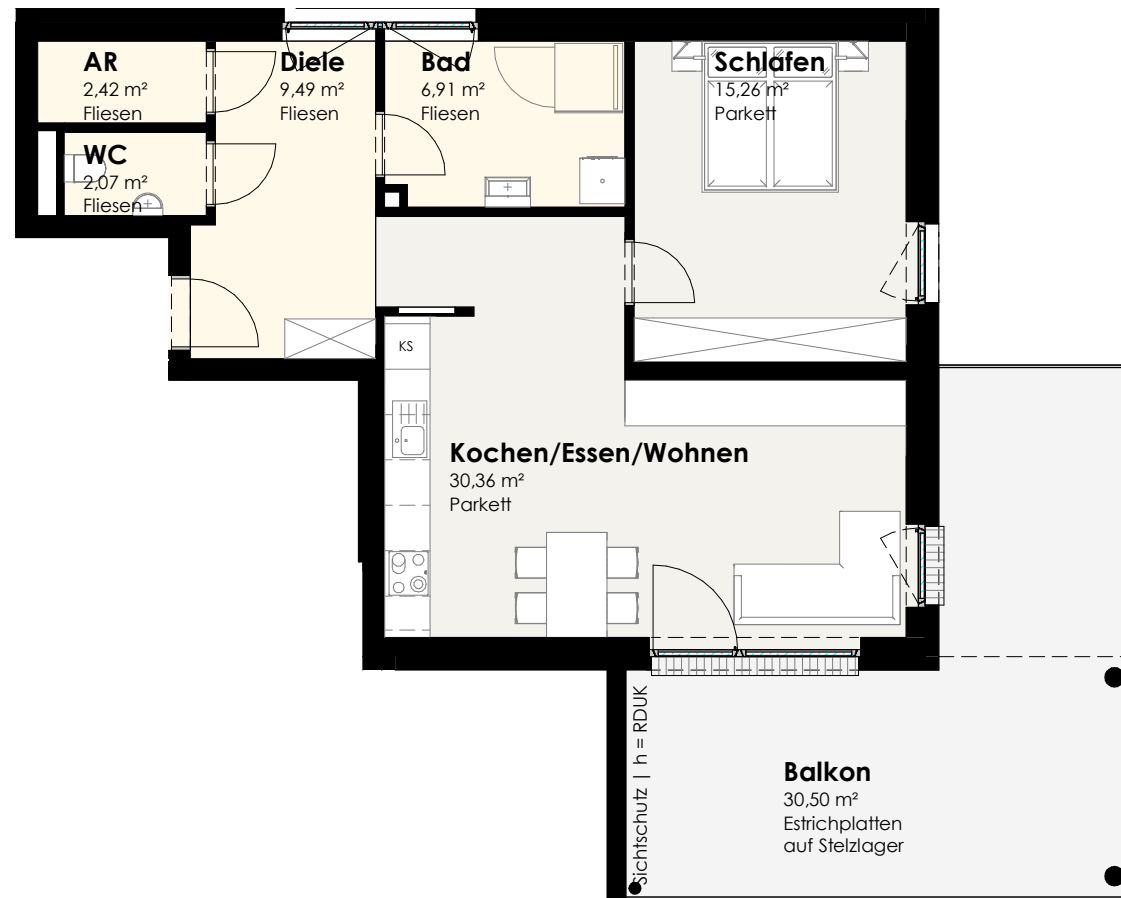 AR
2,42 m²
Fliesen
Diele
9,49 m²
Fliesen
Bad
6,91 m²
Fliesen
Schlafen
15,26 m²
Parkett
WC
2,07 m²
Fliesen
KS
Kochen/Essen/Wohnen
30,36 m²
Parkett
Sichtschutz | h = RDUK
Balkon
30,50 m²
Estrichplatten
auf Stelzlager